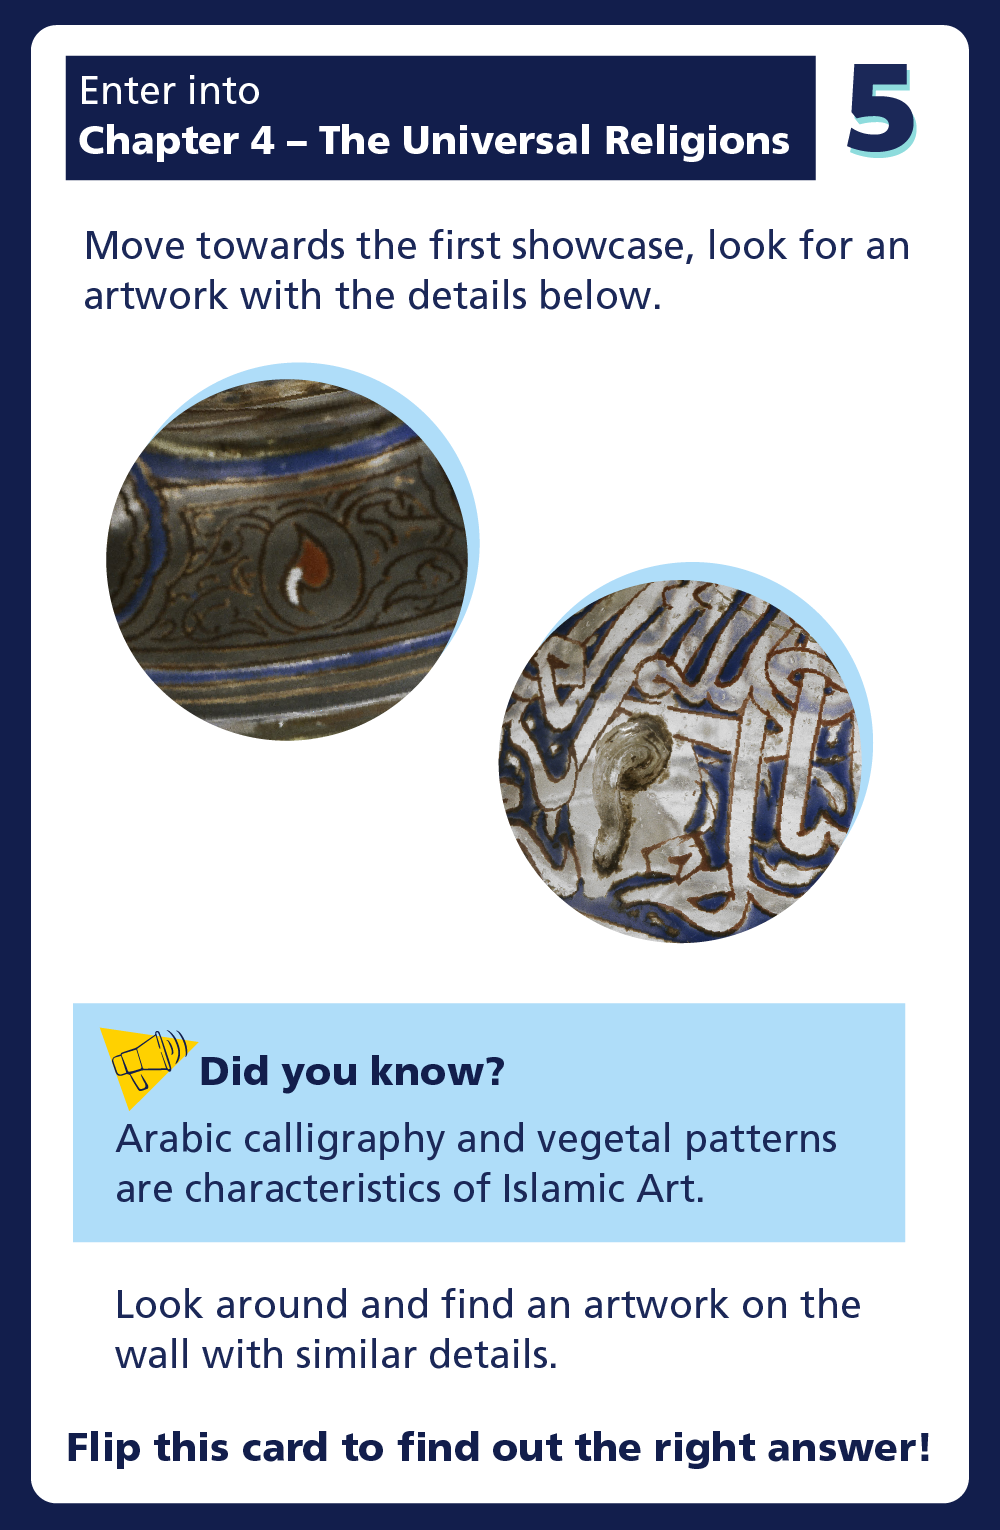 Enter into
Chapter 4 – The Universal Religions
5
Move towards the first showcase, look for an
artwork with the details below.
Did you know?
Arabic calligraphy and vegetal patterns
are characteristics of Islamic Art.
Look around and find an artwork on the
wall with similar details.
Flip this card to find out the right answer!